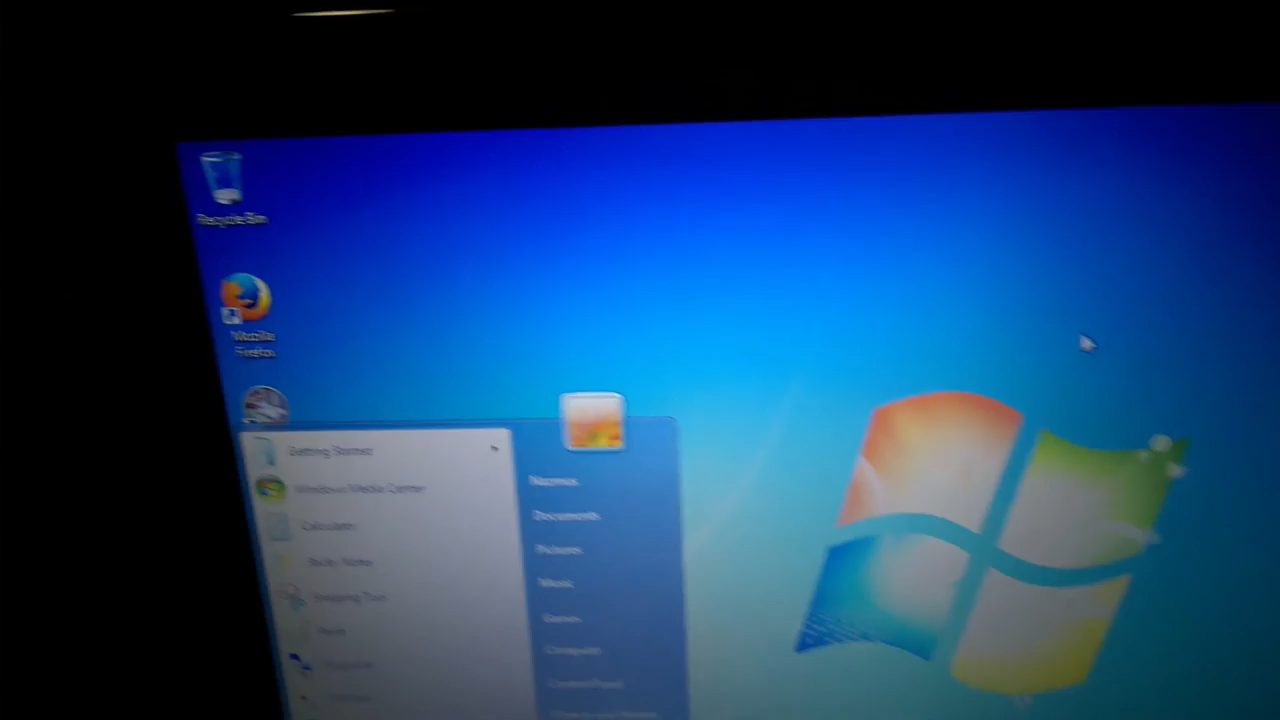 Recycle Bin
Mozilla
Firefox
Getting Started
Windows Media Center
Calculator
Sticky Notes
Snipping Tool
Paint
Documents
Pictures
Music
Games
Computer
Control Panel